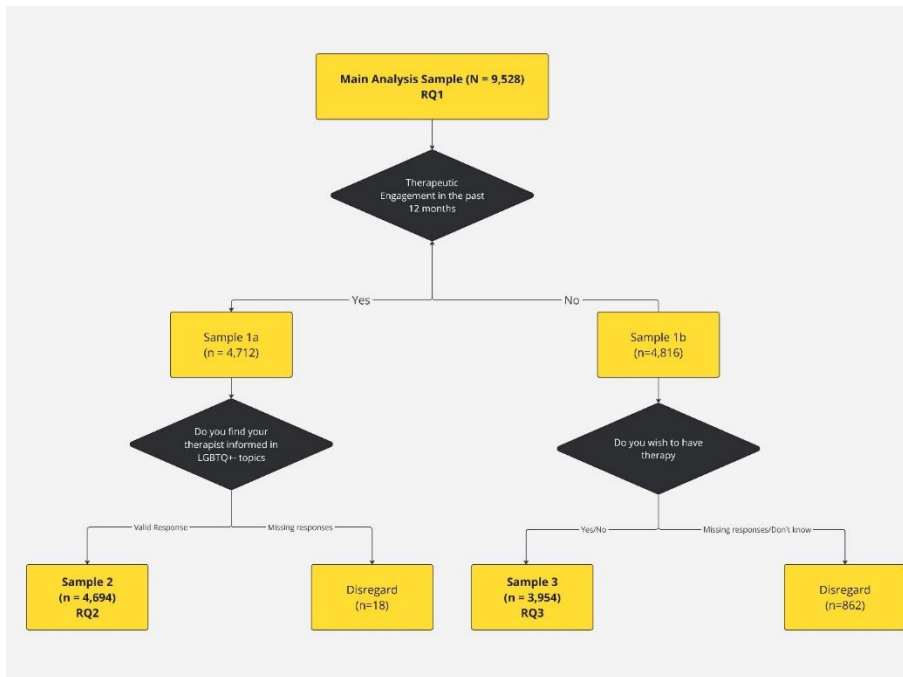 Main Analysis Sample (N = 9,528)
RQ1
Therapeutic
Engagement in the past
12 months
Yes
No
Sample 1a
(n = 4,712)
Sample 1b
(n=4,816)
Do you find your
therapist informed in
LGBTQ+- topics
Do you wish to have
therapy
Valid Response
Missing responses
Yes/No
Missing responses/Don't know
Sample 2
(n = 4,694)
RQ2
Disregard
(n=18)
Sample 3
(n = 3,954)
RQ3
Disregard
(n=862)